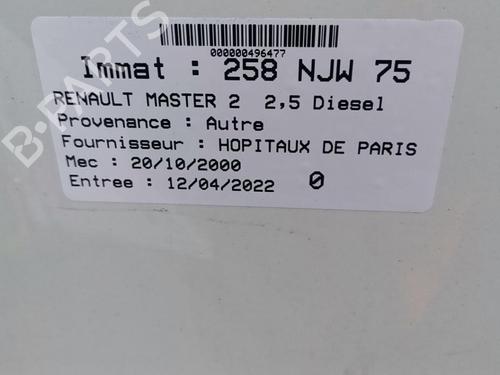 000000496477
Immat : 258 NJW 75
RENAULT MASTER 2 2,5 Diesel
Provenance : Autre
Fournisseur : HOPITAUX DE PARIS
Mec : 20/10/2000
Entree : 12/04/2022 0
B-PARTS